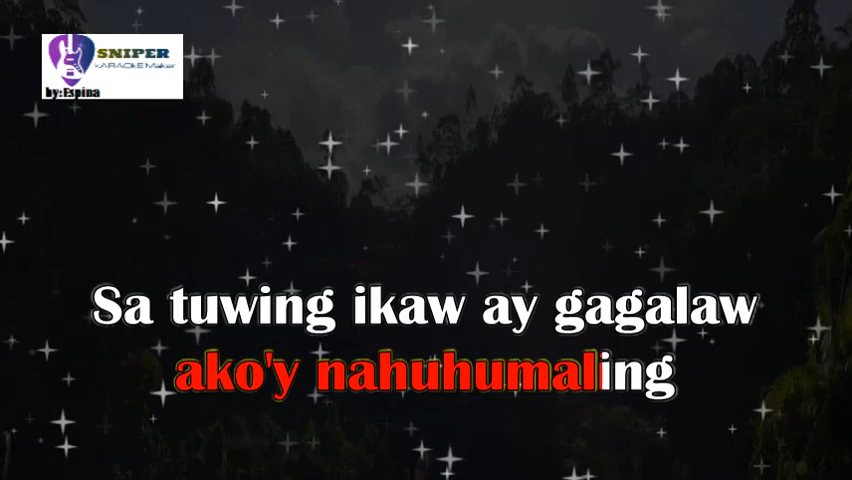 SNIPER
KARAOKE Maker
by:Espina
Sa tuwing ikaw ay gagalaw
ako'y nahuhumaling